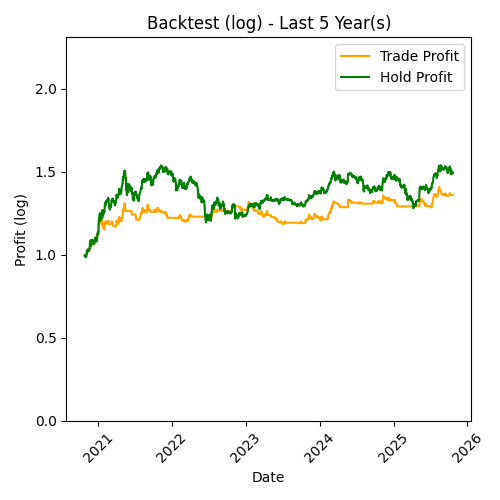 Backtest (log) - Last 5 Year(s)
Trade Profit
Hold Profit
Profit (log)
2.0
1.5
1.0
0.5
0.0
2021
2022
2023
2024
2025
2026
Date